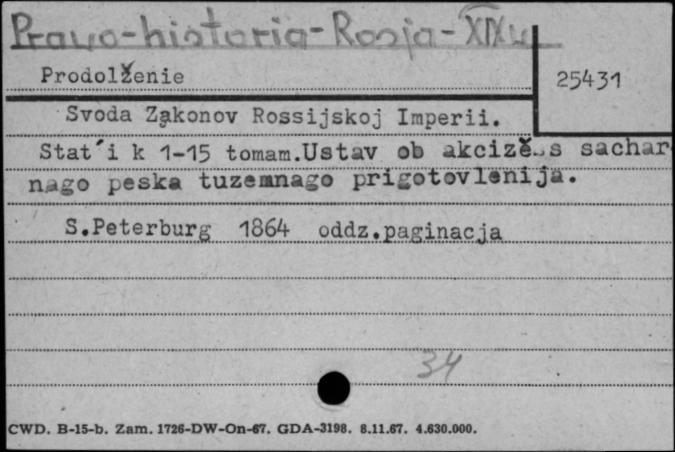 Prawo-historia-Rosja-XIXw
Prodolženie
25431
Svoda Zakonov Rossijskoj Imperii.
Stat´i k 1-15 tomam.Ustav ob akcizě s sachar
nago peska tuzemnago prigotovlenija.
S.Peterburg 1864 oddz.paginacja
34
CWD. B-15-b. Zam. 1726-DW-On-67. GDA-3198. 8.11.67. 4.630.000.